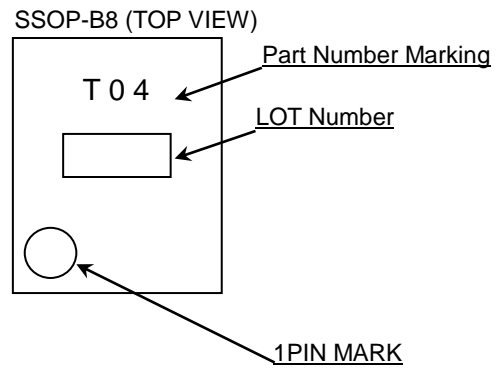 SSOP-B8 (TOP VIEW)
Part Number Marking
T 0 4
LOT Number
1PIN MARK